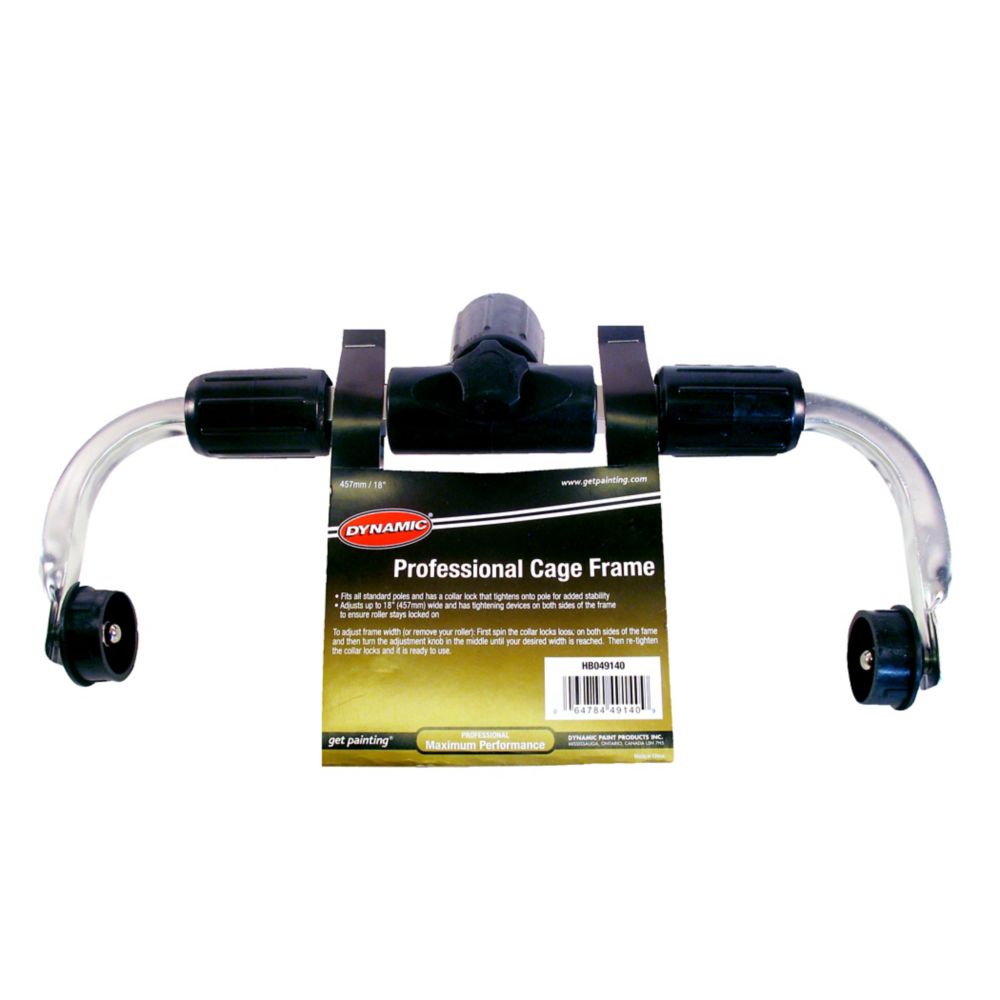 457mm / 18"
www.getpainting.com
DYNAMIC®
Professional Cage Frame
• Fits all standard poles and has a collar lock that tightens onto pole for added stability
• Adjusts up to 18" (457mm) wide and has tightening devices on both sides of the frame
to ensure roller stays locked on
To adjust frame width (or remove your roller): First spin the collar locks loose on both sides of the fame
and then turn the adjustment knob in the middle until your desired width is reached. Then re-tighten
the collar locks and it is ready to use.
HB049140
0 64784 49140 9
get painting®
PROFESSIONAL
Maximum Performance
DYNAMIC PAINT PRODUCTS INC.
MISSISSAUGA, ONTARIO, CANADA L5N 7H5
Made in China